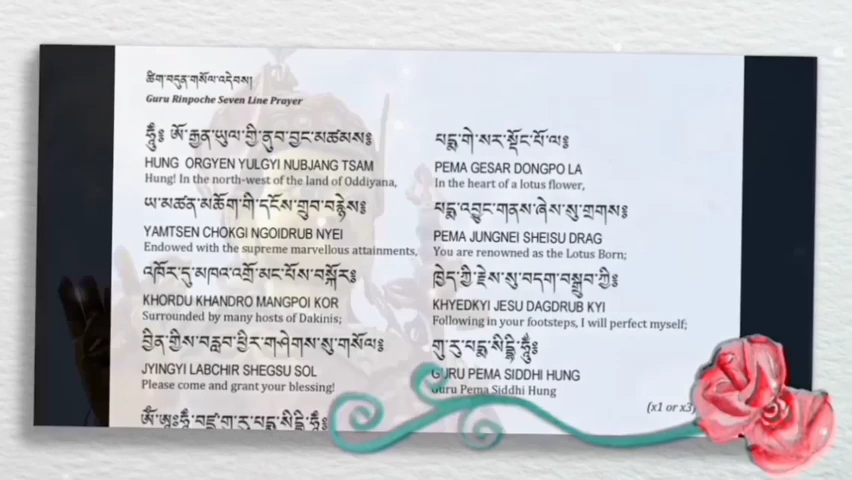 ཚིག་བདུན་གསོལ་འདེབས།
Guru Rinpoche Seven Line Prayer
ཧཱུྃ༔ ཨོ་རྒྱན་ཡུལ་གྱི་ནུབ་བྱང་མཚམས༔
HUNG ORGYEN YULGYI NUBJANG TSAM
Hung! In the north-west of the land of Oddiyana,
པདྨ་གེ་སར་སྡོང་པོ་ལ༔
PEMA GESAR DONGPO LA
In the heart of a lotus flower,
ཡ་མཚན་མཆོག་གི་དངོས་གྲུབ་བརྙེས༔
YAMTSEN CHOKGI NGOIDRUB NYEI
Endowed with the supreme marvellous attainments,
པདྨ་འབྱུང་གནས་ཞེས་སུ་གྲགས༔
PEMA JUNGNEI SHEISU DRAG
You are renowned as the Lotus Born;
འཁོར་དུ་མཁའ་འགྲོ་མང་པོས་བསྐོར༔
KHORDU KHANDRO MANGPOI KOR
Surrounded by many hosts of Dakinis;
ཁྱེད་ཀྱི་རྗེས་སུ་བདག་བསྒྲུབ་ཀྱི༔
KHYEDKYI JESU DAGDRUB KYI
Following in your footsteps, I will perfect myself;
བྱིན་གྱིས་བརླབ་ཕྱིར་གཤེགས་སུ་གསོལ༔
JYINGYI LABCHIR SHEGSU SOL
Please come and grant your blessing!
གུ་རུ་པདྨ་སིདྡྷི་ཧཱུྃ༔
GURU PEMA SIDDHI HUNG
Guru Pema Siddhi Hung
(x1 or x3)
ཨོཾ་ཨཱཿཧཱུྃ་བཛྲ་གུ་རུ་པདྨ་སིདྡྷི་ཧཱུྃ༔